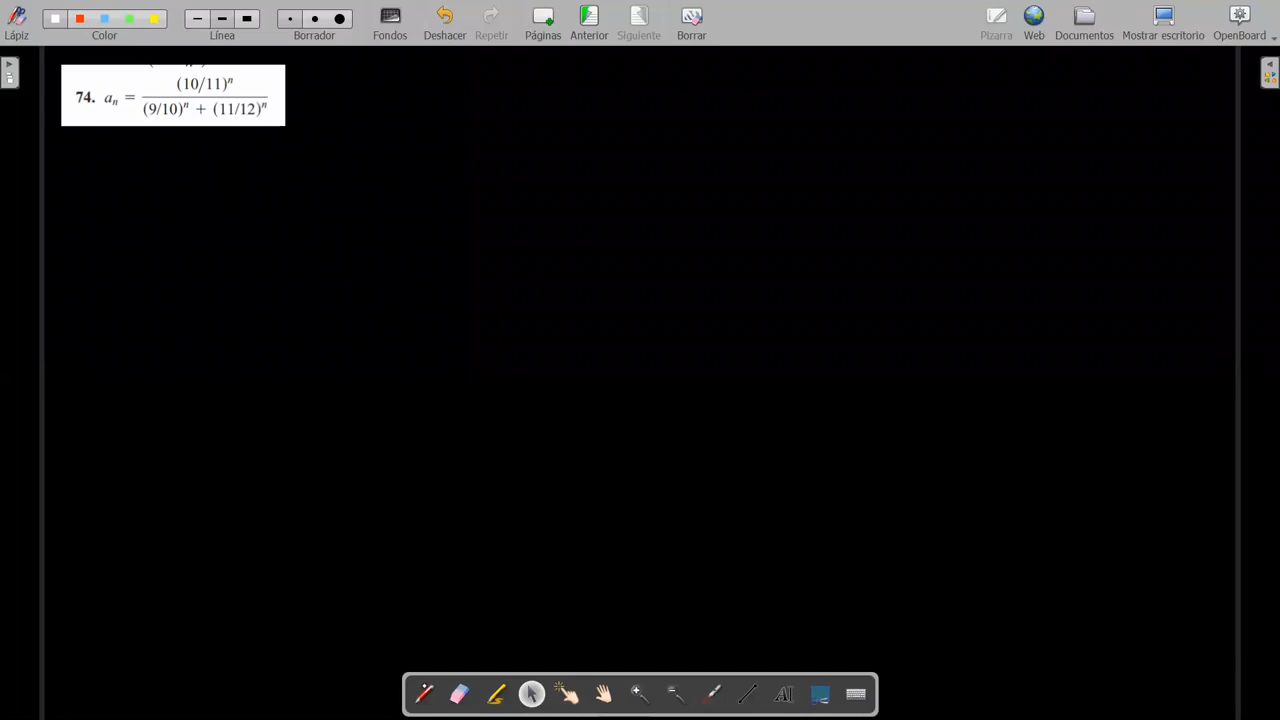 Lápiz Color Línea Borrador Fondos Deshacer Repetir Páginas Anterior Siguiente Borrar Pizarra Web Documentos Mostrar escritorio OpenBoard
74. aₙ = (10/11)ⁿ
(9/10)ⁿ + (11/12)ⁿ
AI